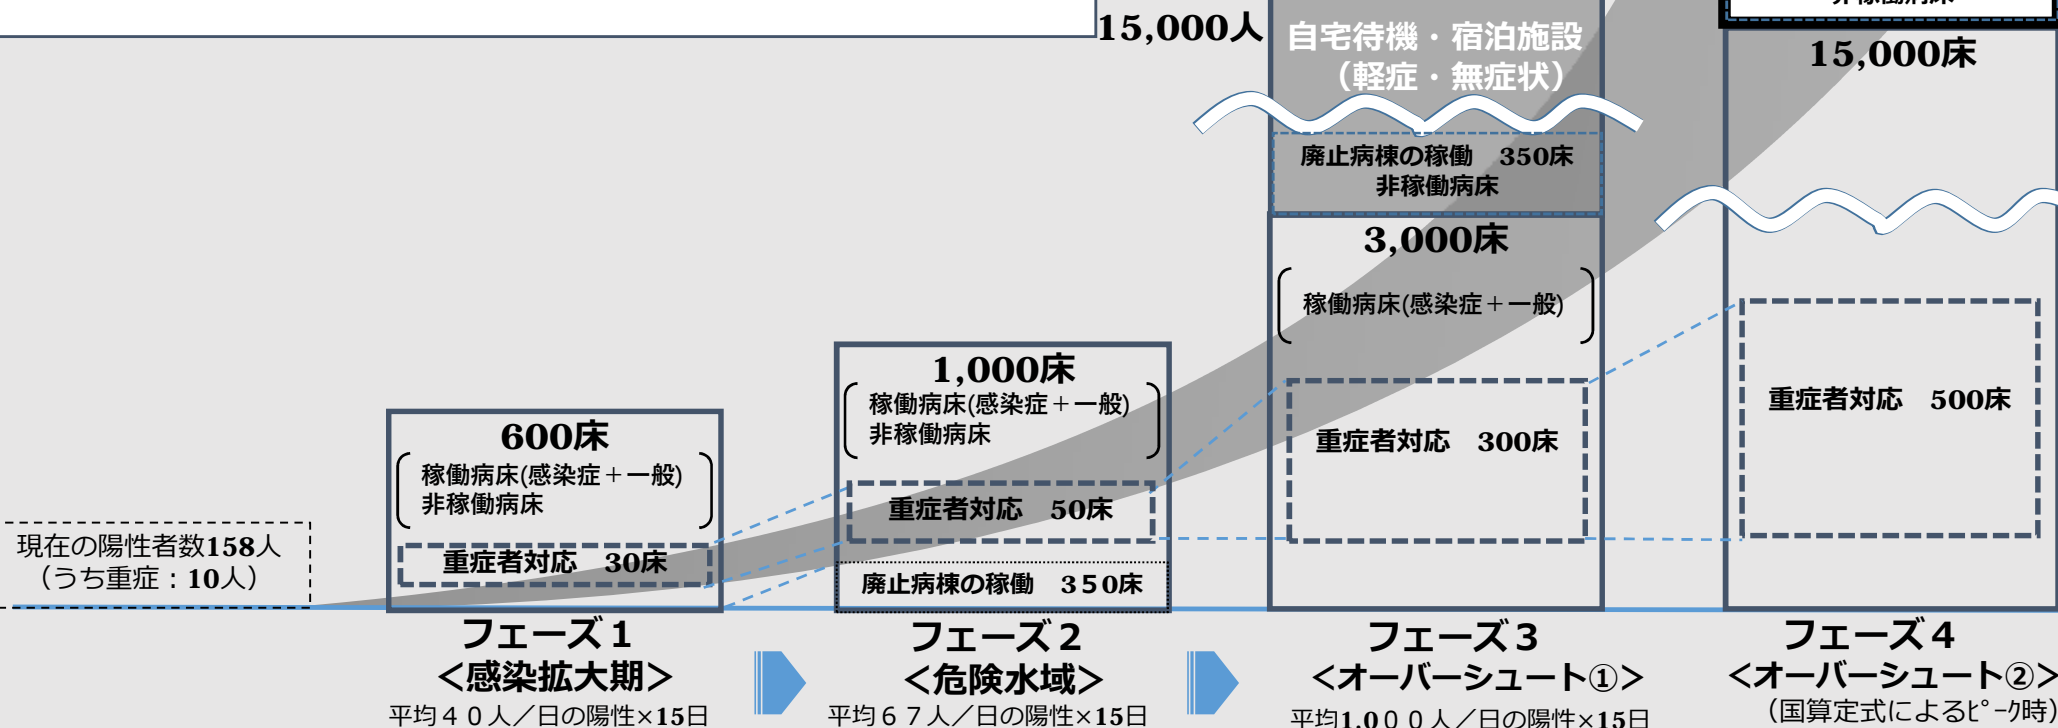 現在の陽性者数158人
（うち重症：10人）
600床
稼働病床(感染症＋一般)
非稼働病床
重症者対応　30床
フェーズ１
＜感染拡大期＞
平均４０人／日の陽性×15日
1,000床
稼働病床(感染症＋一般)
非稼働病床
重症者対応　50床
廃止病棟の稼働　３５０床
フェーズ２
＜危険水域＞
平均６７人／日の陽性×15日
15,000人
自宅待機・宿泊施設
（軽症・無症状）
廃止病棟の稼働　350床
非稼働病床
3,000床
稼働病床(感染症＋一般)
重症者対応　300床
フェーズ３
＜オーバーシュート①＞
平均1,0００人／日の陽性×15日
非稼働病床
15,000床
重症者対応　500床
フェーズ４
＜オーバーシュート②＞
（国算定式によるﾋﾟｰｸ時）